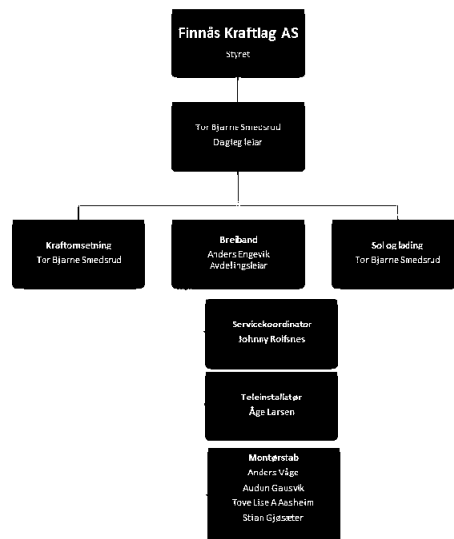 Finnås Kraftlag AS
Styret
Tor Bjarne Smedsrud
Dagleg leiar
Kraftomsetning
Tor Bjarne Smedsrud
Breiband
Anders Engevik
Avdelingsleiar
Sol og lading
Tor Bjarne Smedsrud
Servicekoordinator
Johnny Rolfsnes
Teleinstallatør
Åge Larsen
Montørstab
Anders Våge
Audun Gausvik
Tove Lise A Aasheim
Stian Gjøsæter